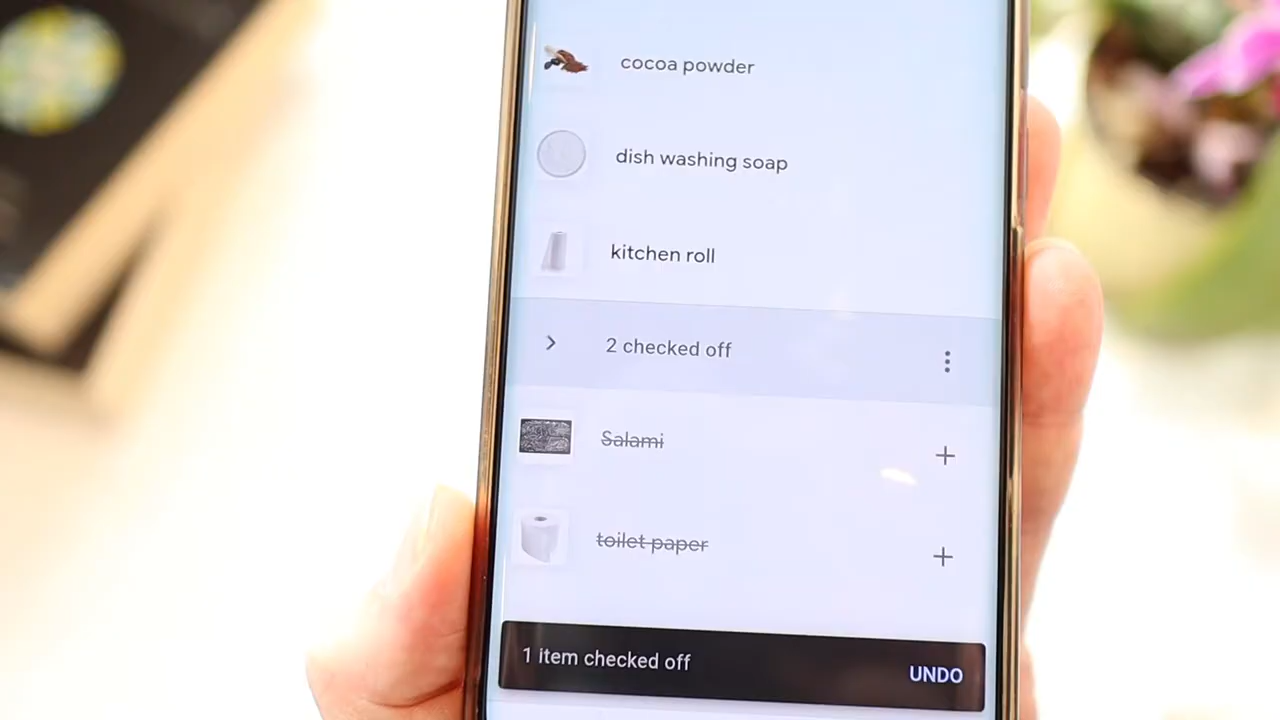 cocoa powder
dish washing soap
kitchen roll
2 checked off
Salami
toilet paper
1 item checked off
UNDO